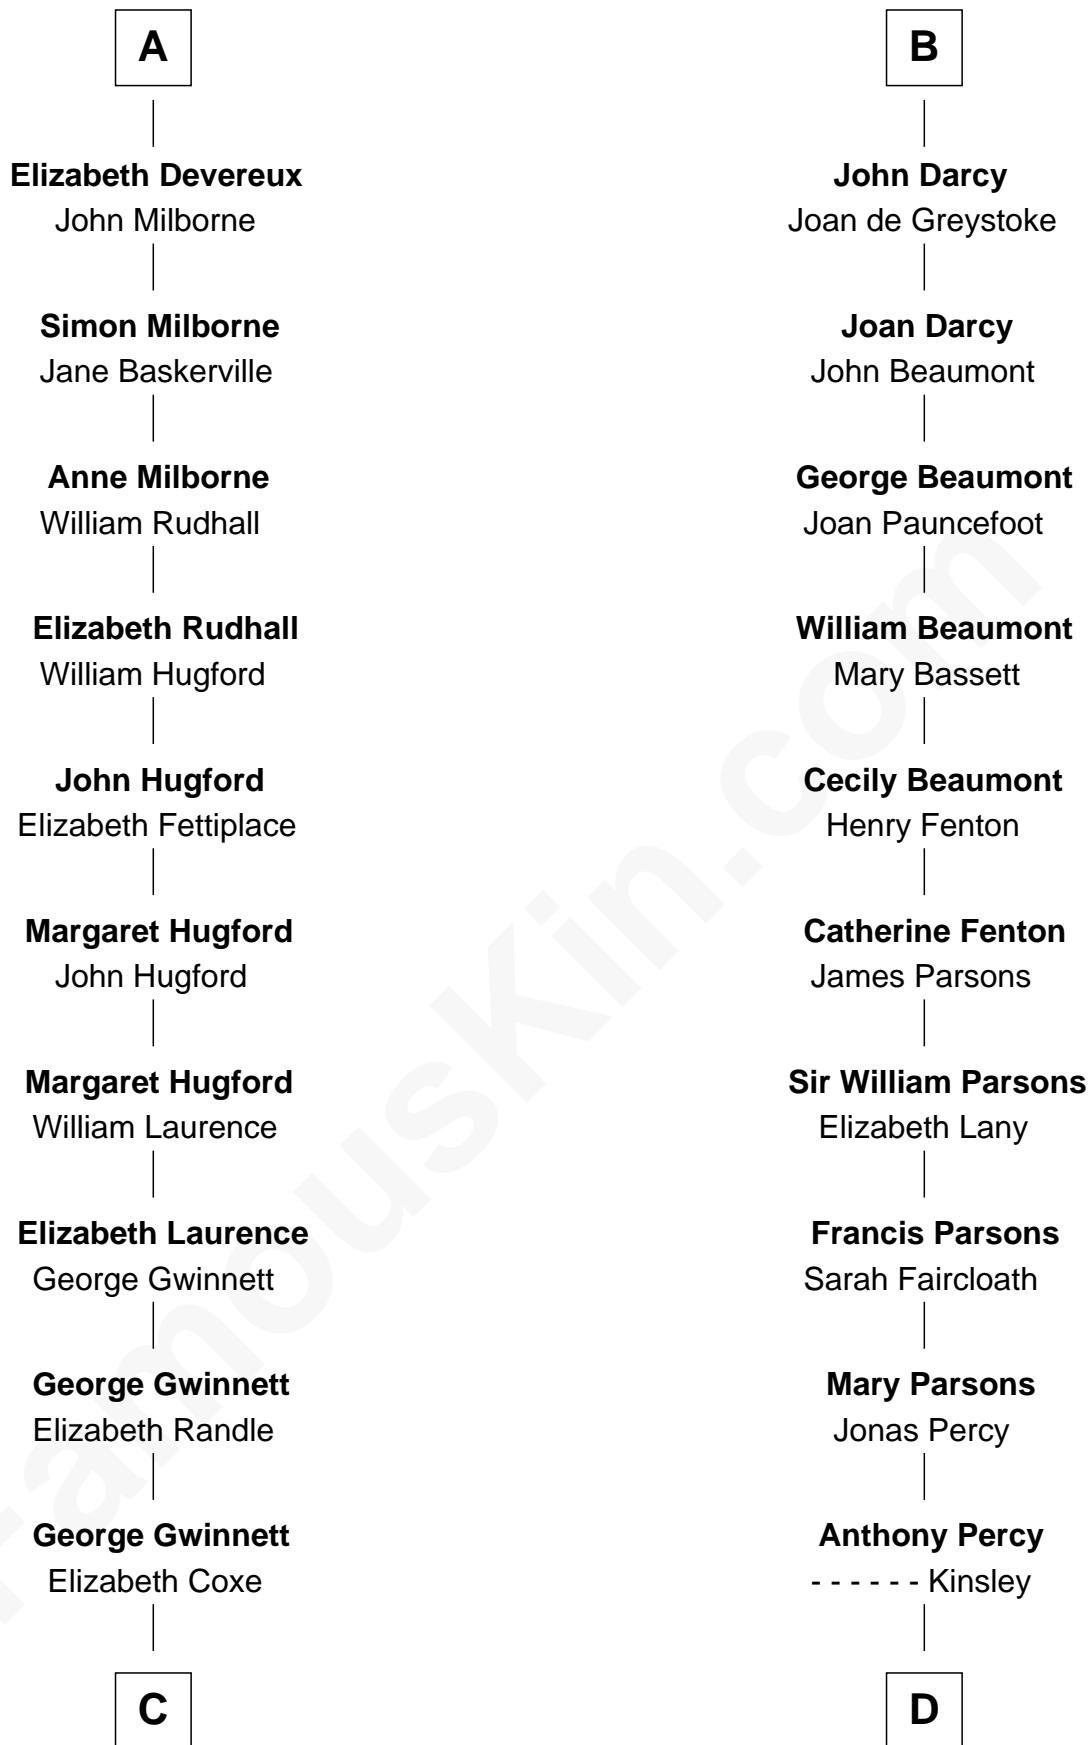 A
Elizabeth Devereux
John Milborne
Simon Milborne
Jane Baskerville
Anne Milborne
William Rudhall
Elizabeth Rudhall
William Hugford
John Hugford
Elizabeth Fettiplace
Margaret Hugford
John Hugford
Margaret Hugford
William Laurence
Elizabeth Laurence
George Gwinnett
George Gwinnett
Elizabeth Randle
George Gwinnett
Elizabeth Coxe
C
B
John Darcy
Joan de Greystoke
Joan Darcy
John Beaumont
George Beaumont
Joan Pauncefoot
William Beaumont
Mary Bassett
Cecily Beaumont
Henry Fenton
Catherine Fenton
James Parsons
Sir William Parsons
Elizabeth Lany
Francis Parsons
Sarah Faircloath
Mary Parsons
Jonas Percy
Anthony Percy
- - - - - - Kinsley
D
FamousKin.com